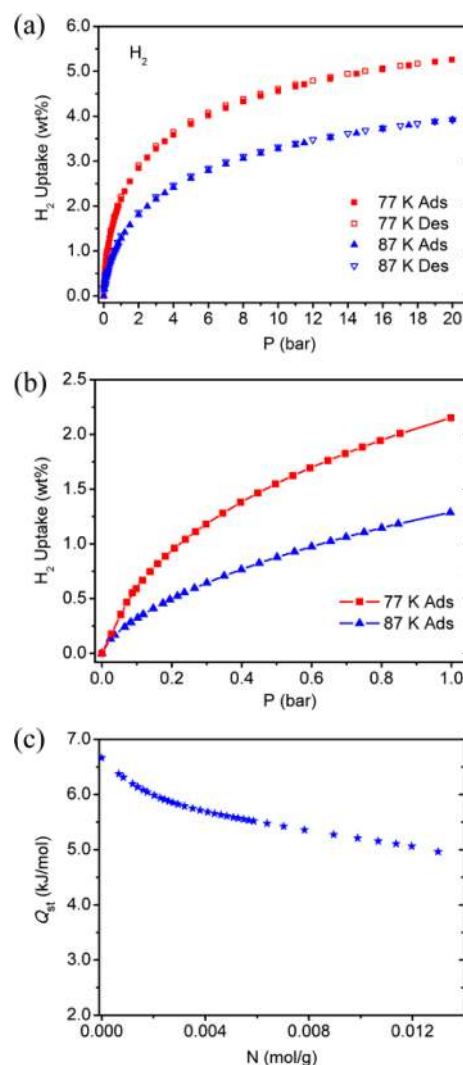 (a)
H₂
H₂ Uptake (wt%)
6.0
5.0
4.0
3.0
2.0
1.0
0.0
77 K Ads
77 K Des
87 K Ads
87 K Des
0 2 4 6 8 10 12 14 16 18 20
P (bar)
(b)
H₂ Uptake (wt%)
2.5
2.0
1.5
1.0
0.5
0.0
77 K Ads
87 K Ads
0.0 0.2 0.4 0.6 0.8 1.0
P (bar)
(c)
Qst (kJ/mol)
7.0
6.0
5.0
4.0
3.0
2.0
0.000 0.004 0.008 0.012
N (mol/g)